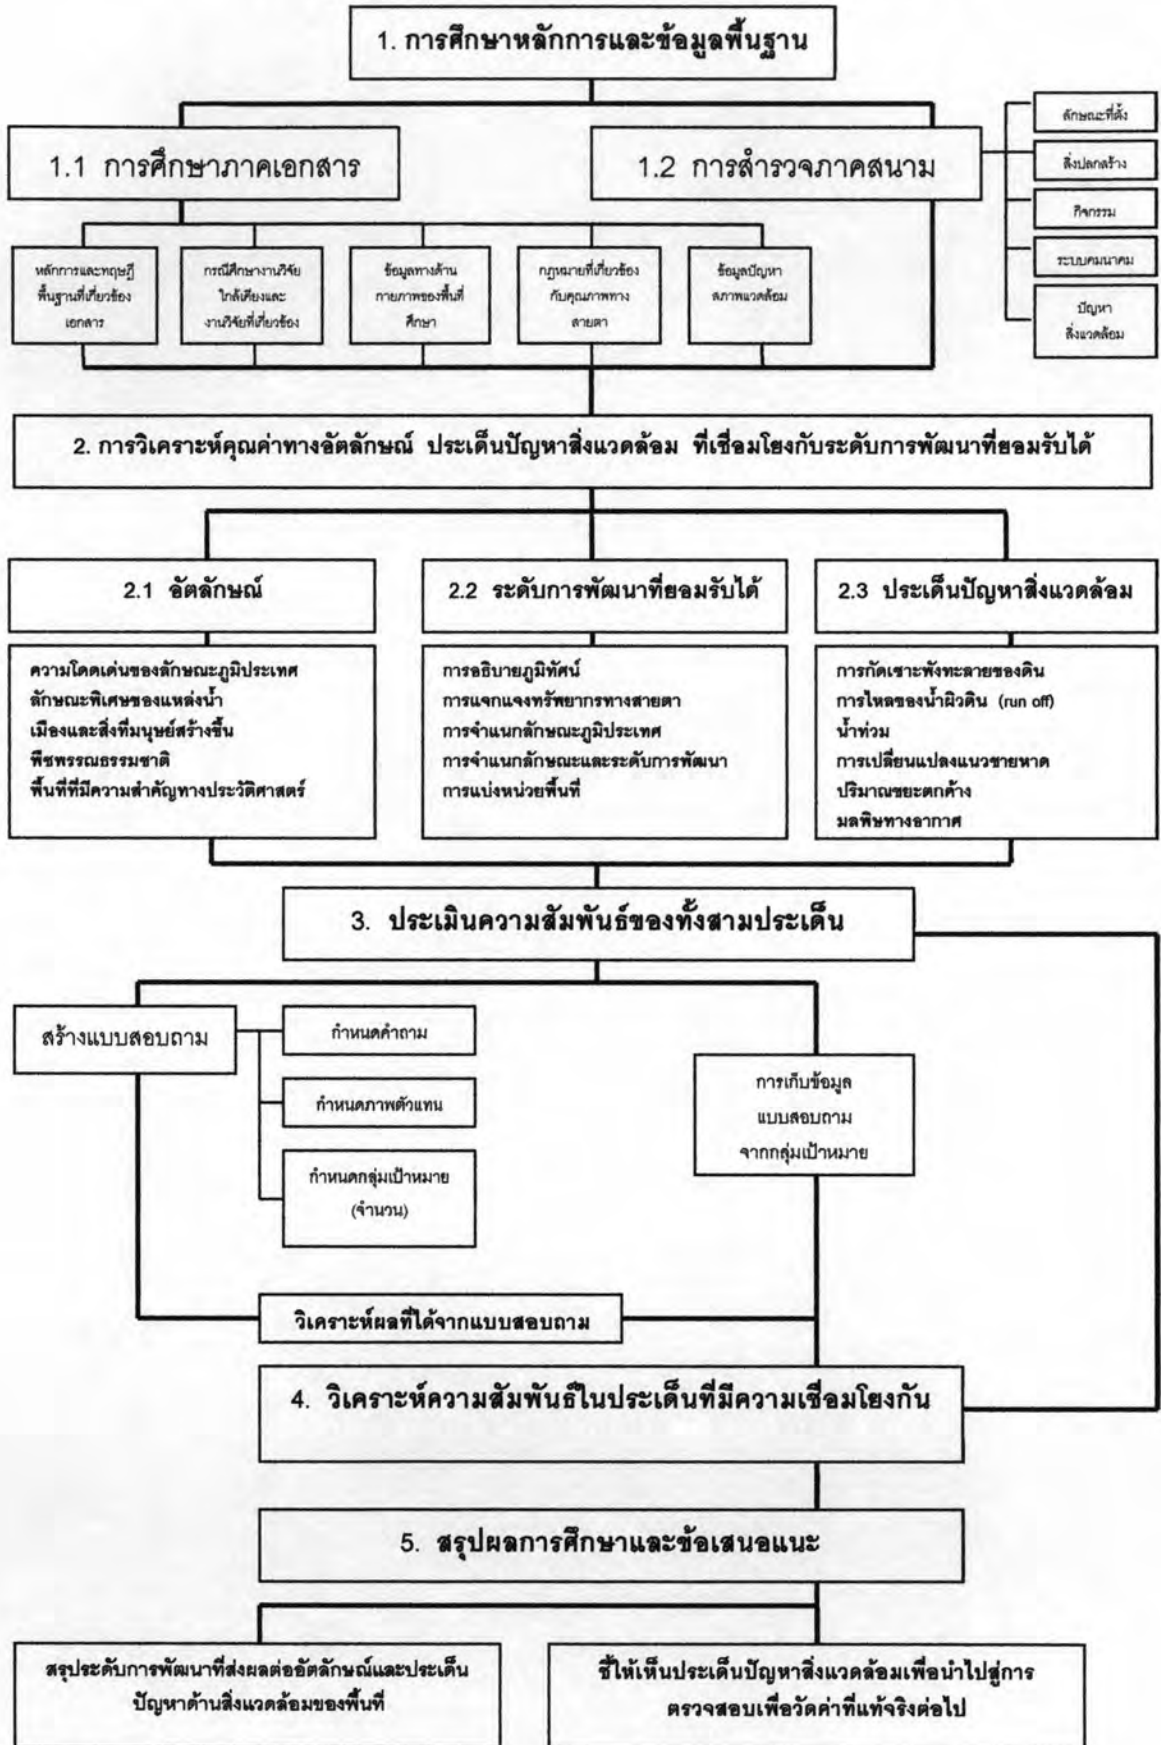 1. การศึกษาหลักการและข้อมูลพื้นฐาน
1.1 การศึกษาภาคเอกสาร
1.2 การสำรวจภาคสนาม
ลักษณะที่ตั้ง
สิ่งปลกสร้าง
กิจกรรม
ระบบคมนาคม
ปัญหา
สิ่งแวดล้อม
หลักการและทฤษฎี
พื้นฐานที่เกี่ยวข้อง
เอกสาร
กรณีศึกษางานวิจัย
ใกล้เคียงและ
งานวิจัยที่เกี่ยวข้อง
ข้อมูลทางด้าน
กายภาพของพื้นที่
ศึกษา
กฎหมายที่เกี่ยวข้อง
กับคุณภาพทาง
สายตา
ข้อมูลปัญหา
สภาพแวดล้อม
2. การวิเคราะห์คุณค่าทางอัตลักษณ์ ประเด็นปัญหาสิ่งแวดล้อม ที่เชื่อมโยงกับระดับการพัฒนาที่ยอมรับได้
2.1 อัตลักษณ์
ความโดดเด่นของลักษณะภูมิประเทศ
ลักษณะพิเศษของแหล่งน้ำ
เมืองและสิ่งที่มนุษย์สร้างขึ้น
พืชพรรณธรรมชาติ
พื้นที่ที่มีความสำคัญทางประวัติศาสตร์
2.2 ระดับการพัฒนาที่ยอมรับได้
การอธิบายภูมิทัศน์
การแจกแจงทรัพยากรทางสายตา
การจำแนกลักษณะภูมิประเทศ
การจำแนกลักษณะและระดับการพัฒนา
การแบ่งหน่วยพื้นที่
2.3 ประเด็นปัญหาสิ่งแวดล้อม
การกัดเซาะพังทะลายของดิน
การไหลของน้ำผิวดิน (run off)
น้ำท่วม
การเปลี่ยนแปลงแนวชายหาด
ปริมาณขยะตกค้าง
มลพิษทางอากาศ
3. ประเมินความสัมพันธ์ของทั้งสามประเด็น
สร้างแบบสอบถาม
กำหนดคำถาม
กำหนดภาพตัวแทน
กำหนดกลุ่มเป้าหมาย
(จำนวน)
การเก็บข้อมูล
แบบสอบถาม
จากกลุ่มเป้าหมาย
วิเคราะห์ผลที่ได้จากแบบสอบถาม
4. วิเคราะห์ความสัมพันธ์ในประเด็นที่มีความเชื่อมโยงกัน
5. สรุปผลการศึกษาและข้อเสนอแนะ
สรุประดับการพัฒนาที่ส่งผลต่ออัตลักษณ์และประเด็น
ปัญหาด้านสิ่งแวดล้อมของพื้นที่
ชี้ให้เห็นประเด็นปัญหาสิ่งแวดล้อมเพื่อนำไปสู่การ
ตรวจสอบเพื่อวัดค่าที่แท้จริงต่อไป